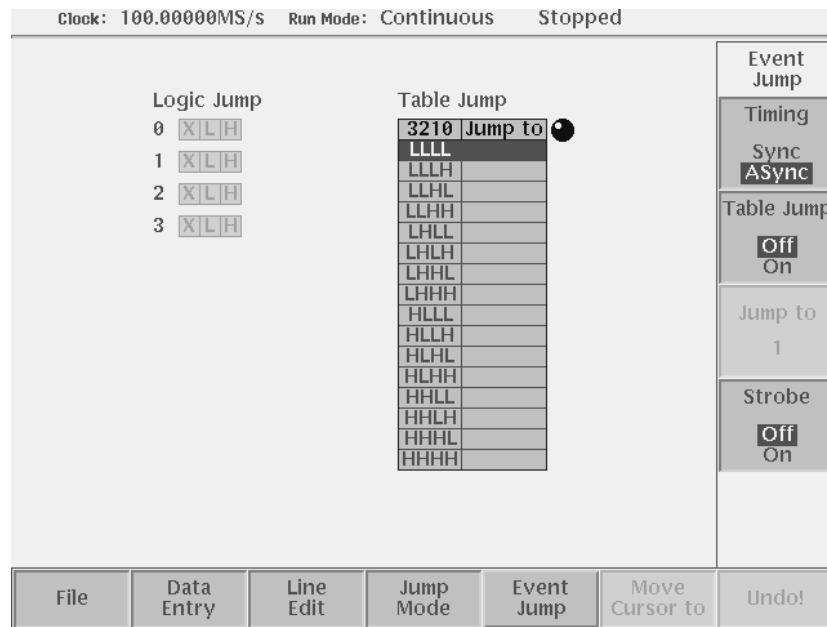 Clock: 100.00000MS/s Run Mode: Continuous Stopped
Logic Jump
0 X L H
1 X L H
2 X L H
3 X L H
Table Jump
3210 Jump to
LLLL
LLLH
LLHL
LLHH
LHLL
LHLH
LHHL
LHHH
HLLL
HLLH
HLHL
HLHH
HHLL
HHLH
HHHL
HHHH
Event
Jump
Timing
Sync
ASync
Table Jump
Off
On
Jump to
1
Strobe
Off
On
File
Data
Entry
Line
Edit
Jump
Mode
Event
Jump
Move
Cursor to
Undo!